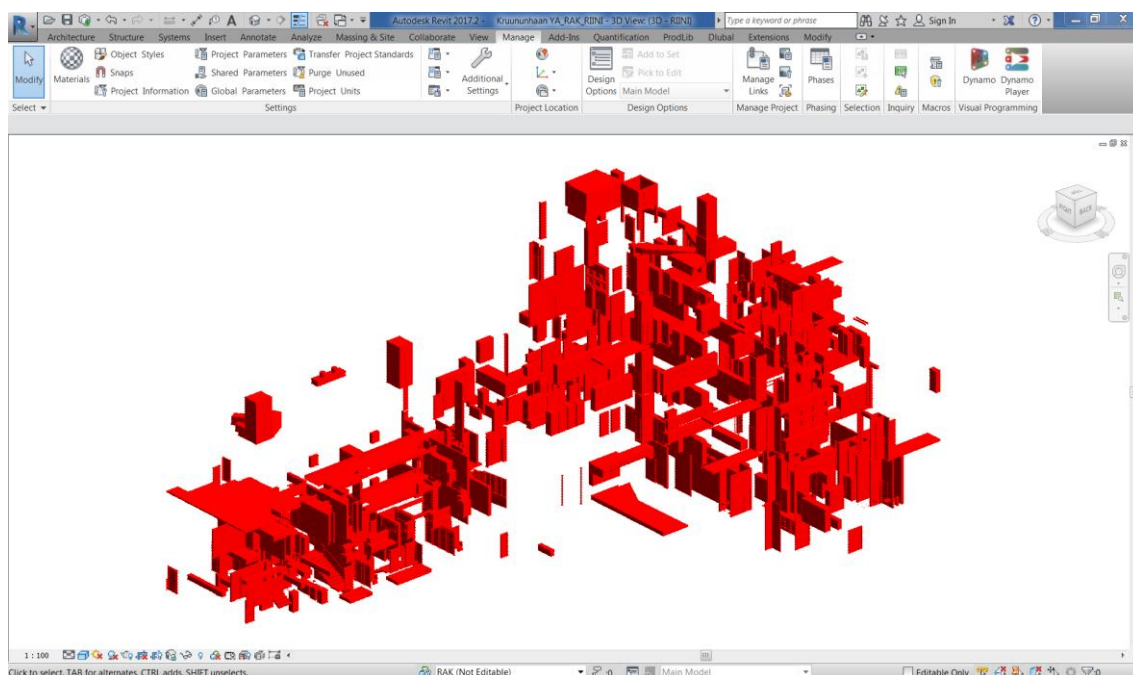 Autodesk Revit 2017.2 - Kruununhaan YA_RAK_RIINI - 3D View: {3D - RIINI}
Type a keyword or phrase
Sign In
Architecture Structure Systems Insert Annotate Analyze Massing & Site Collaborate View Manage Add-Ins Quantification ProdLib Dlubal Extensions Modify
Modify
Materials
Object Styles
Snaps
Project Information
Project Parameters
Shared Parameters
Global Parameters
Transfer Project Standards
Purge Unused
Project Units
Additional
Settings
Design
Options
Add to Set
Pick to Edit
Main Model
Manage
Links
Phases
Dynamo
Dynamo
Player
Select
Settings
Project Location
Design Options
Manage Project
Phasing
Selection
Inquiry
Macros
Visual Programming
RIGHT
BACK
1 : 100
Click to select, TAB for alternates, CTRL adds, SHIFT unselects.
RAK (Not Editable)
:0
Main Model
Editable Only
:0